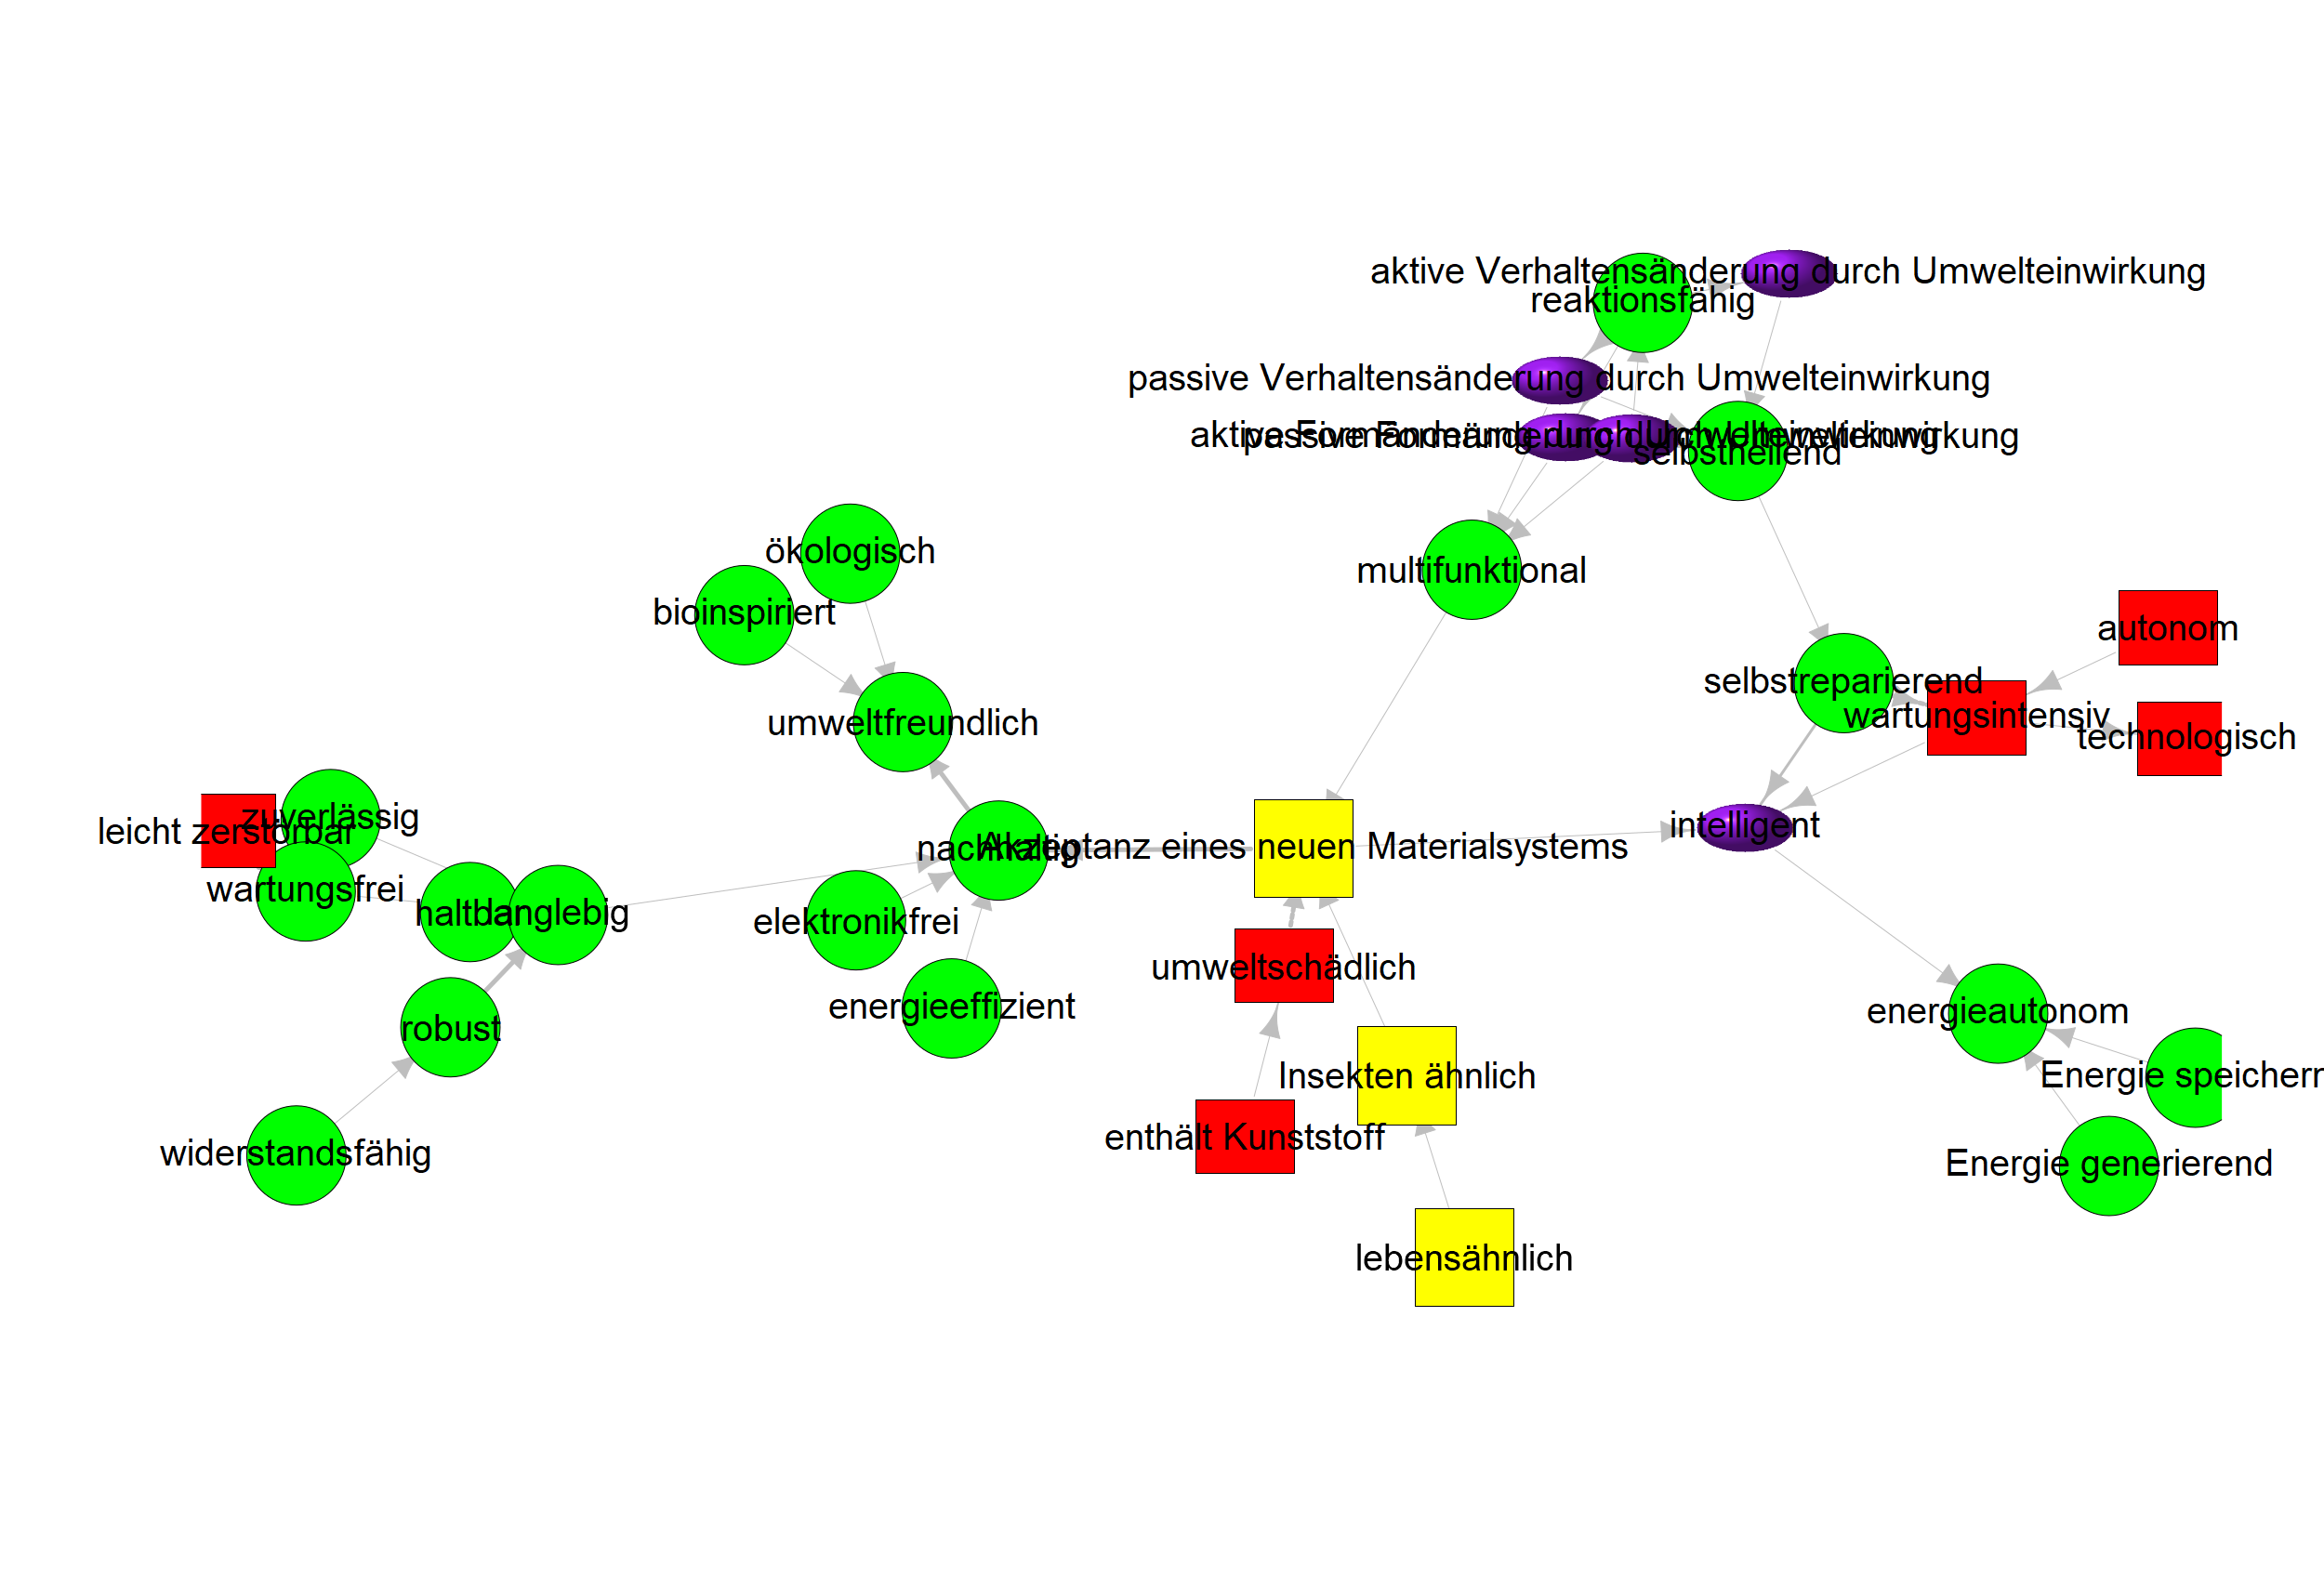 aktive Verhaltensänderung durch Umwelteinwirkung
reaktionsfähig
passive Verhaltensänderung durch Umwelteinwirkung
aktive Formänderung durch Umwelteinwirkung
passive Formänderung durch Umwelteinwirkung
selbstheilend
ökologisch
multifunktional
bioinspiriert
autonom
selbstreparierend
wartungsintensiv
umweltfreundlich
technologisch
zuverlässig
leicht zerstörbar
intelligent
nachhaltig
Akzeptanz eines neuen Materialsystems
wartungsfrei
haltbar
langlebig
elektronikfrei
umweltschädlich
energieeffizient
energieautonom
robust
Insekten ähnlich
Energie speichern
enthält Kunststoff
widerstandsfähig
Energie generierend
lebensähnlich